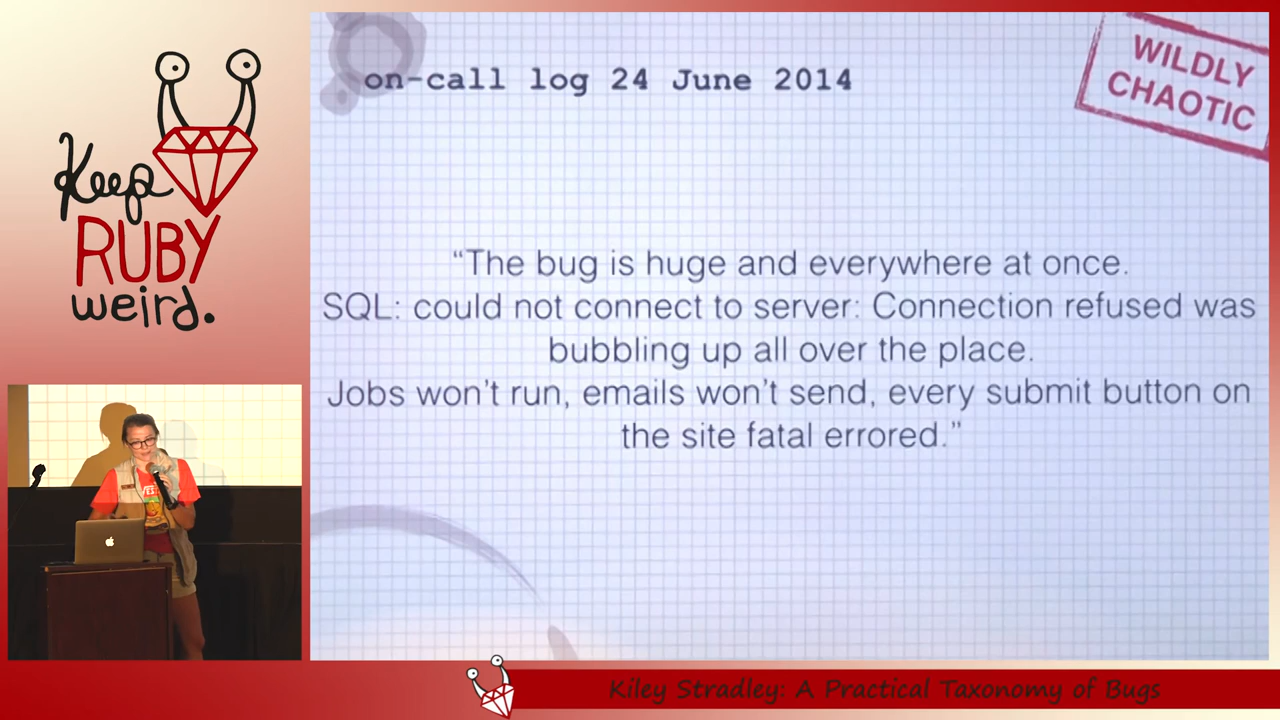 Keep
RUBY
weird.
on-call log 24 June 2014
WILDLY
CHAOTIC
“The bug is huge and everywhere at once.
SQL: could not connect to server: Connection refused was
bubbling up all over the place.
Jobs won’t run, emails won’t send, every submit button on
the site fatal errored.”
Kiley Stradley: A Practical Taxonomy of Bugs